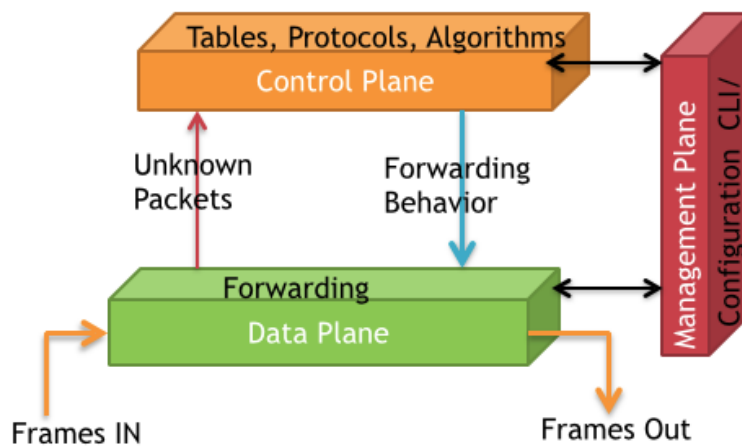 Tables, Protocols, Algorithms
Control Plane
Unknown
Packets
Forwarding
Behavior
Management Plane
Configuration CLI/
Forwarding
Data Plane
Frames IN
Frames Out